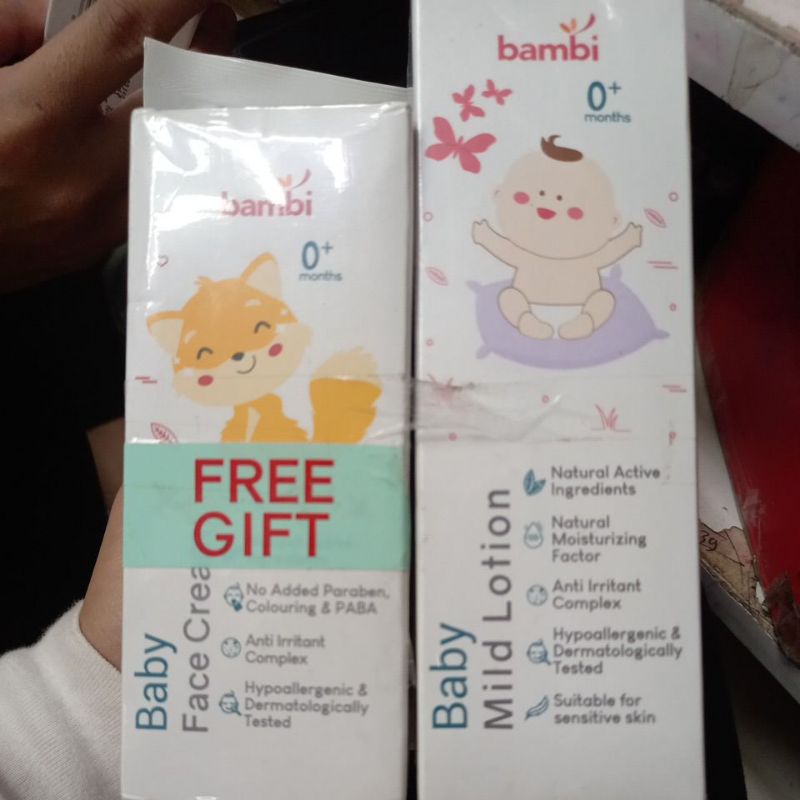 bambi
0+
months
FREE
GIFT
Baby
Face Crea
No Added Paraben,
Colouring & PABA
Anti Irritant
Complex
Hypoallergenic &
Dermatologically
Tested
bambi
0+
months
Baby
Mild Lotion
Natural Active
Ingredients
Natural
Moisturizing
Factor
Anti Irritant
Complex
Hypoallergenic &
Dermatologically
Tested
Suitable for
sensitive skin